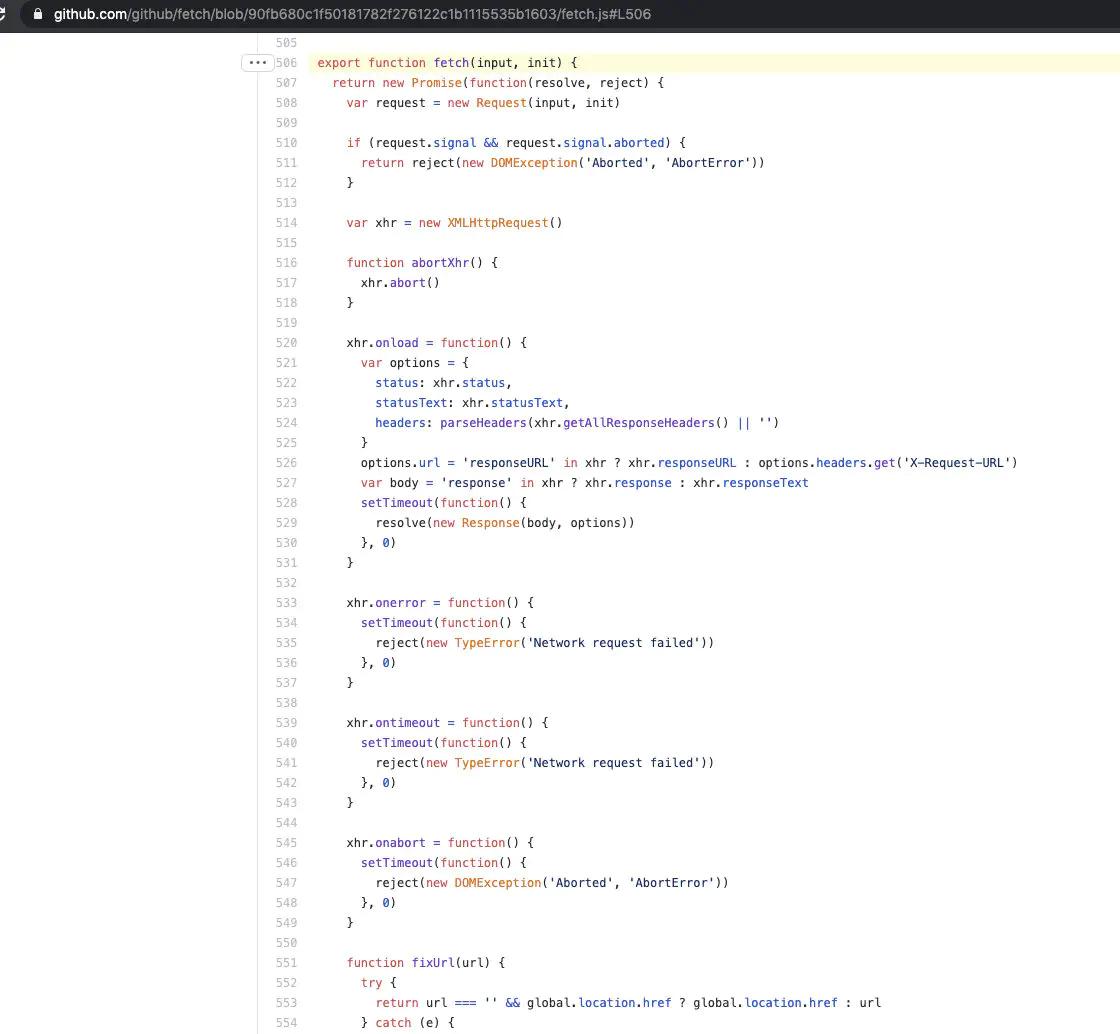 github.com/github/fetch/blob/90fb680c1f50181782f276122c1b1115535b1603/fetch.js#L506
505
506 export function fetch(input, init) {
507   return new Promise(function(resolve, reject) {
508     var request = new Request(input, init)
509
510     if (request.signal && request.signal.aborted) {
511       return reject(new DOMException('Aborted', 'AbortError'))
512     }
513
514     var xhr = new XMLHttpRequest()
515
516     function abortXhr() {
517       xhr.abort()
518     }
519
520     xhr.onload = function() {
521       var options = {
522         status: xhr.status,
523         statusText: xhr.statusText,
524         headers: parseHeaders(xhr.getAllResponseHeaders() || '')
525       }
526       options.url = 'responseURL' in xhr ? xhr.responseURL : options.headers.get('X-Request-URL')
527       var body = 'response' in xhr ? xhr.response : xhr.responseText
528       setTimeout(function() {
529         resolve(new Response(body, options))
530       }, 0)
531     }
532
533     xhr.onerror = function() {
534       setTimeout(function() {
535         reject(new TypeError('Network request failed'))
536       }, 0)
537     }
538
539     xhr.ontimeout = function() {
540       setTimeout(function() {
541         reject(new TypeError('Network request failed'))
542       }, 0)
543     }
544
545     xhr.onabort = function() {
546       setTimeout(function() {
547         reject(new DOMException('Aborted', 'AbortError'))
548       }, 0)
549     }
550
551     function fixUrl(url) {
552       try {
553         return url === '' && global.location.href ? global.location.href : url
554       } catch (e) {